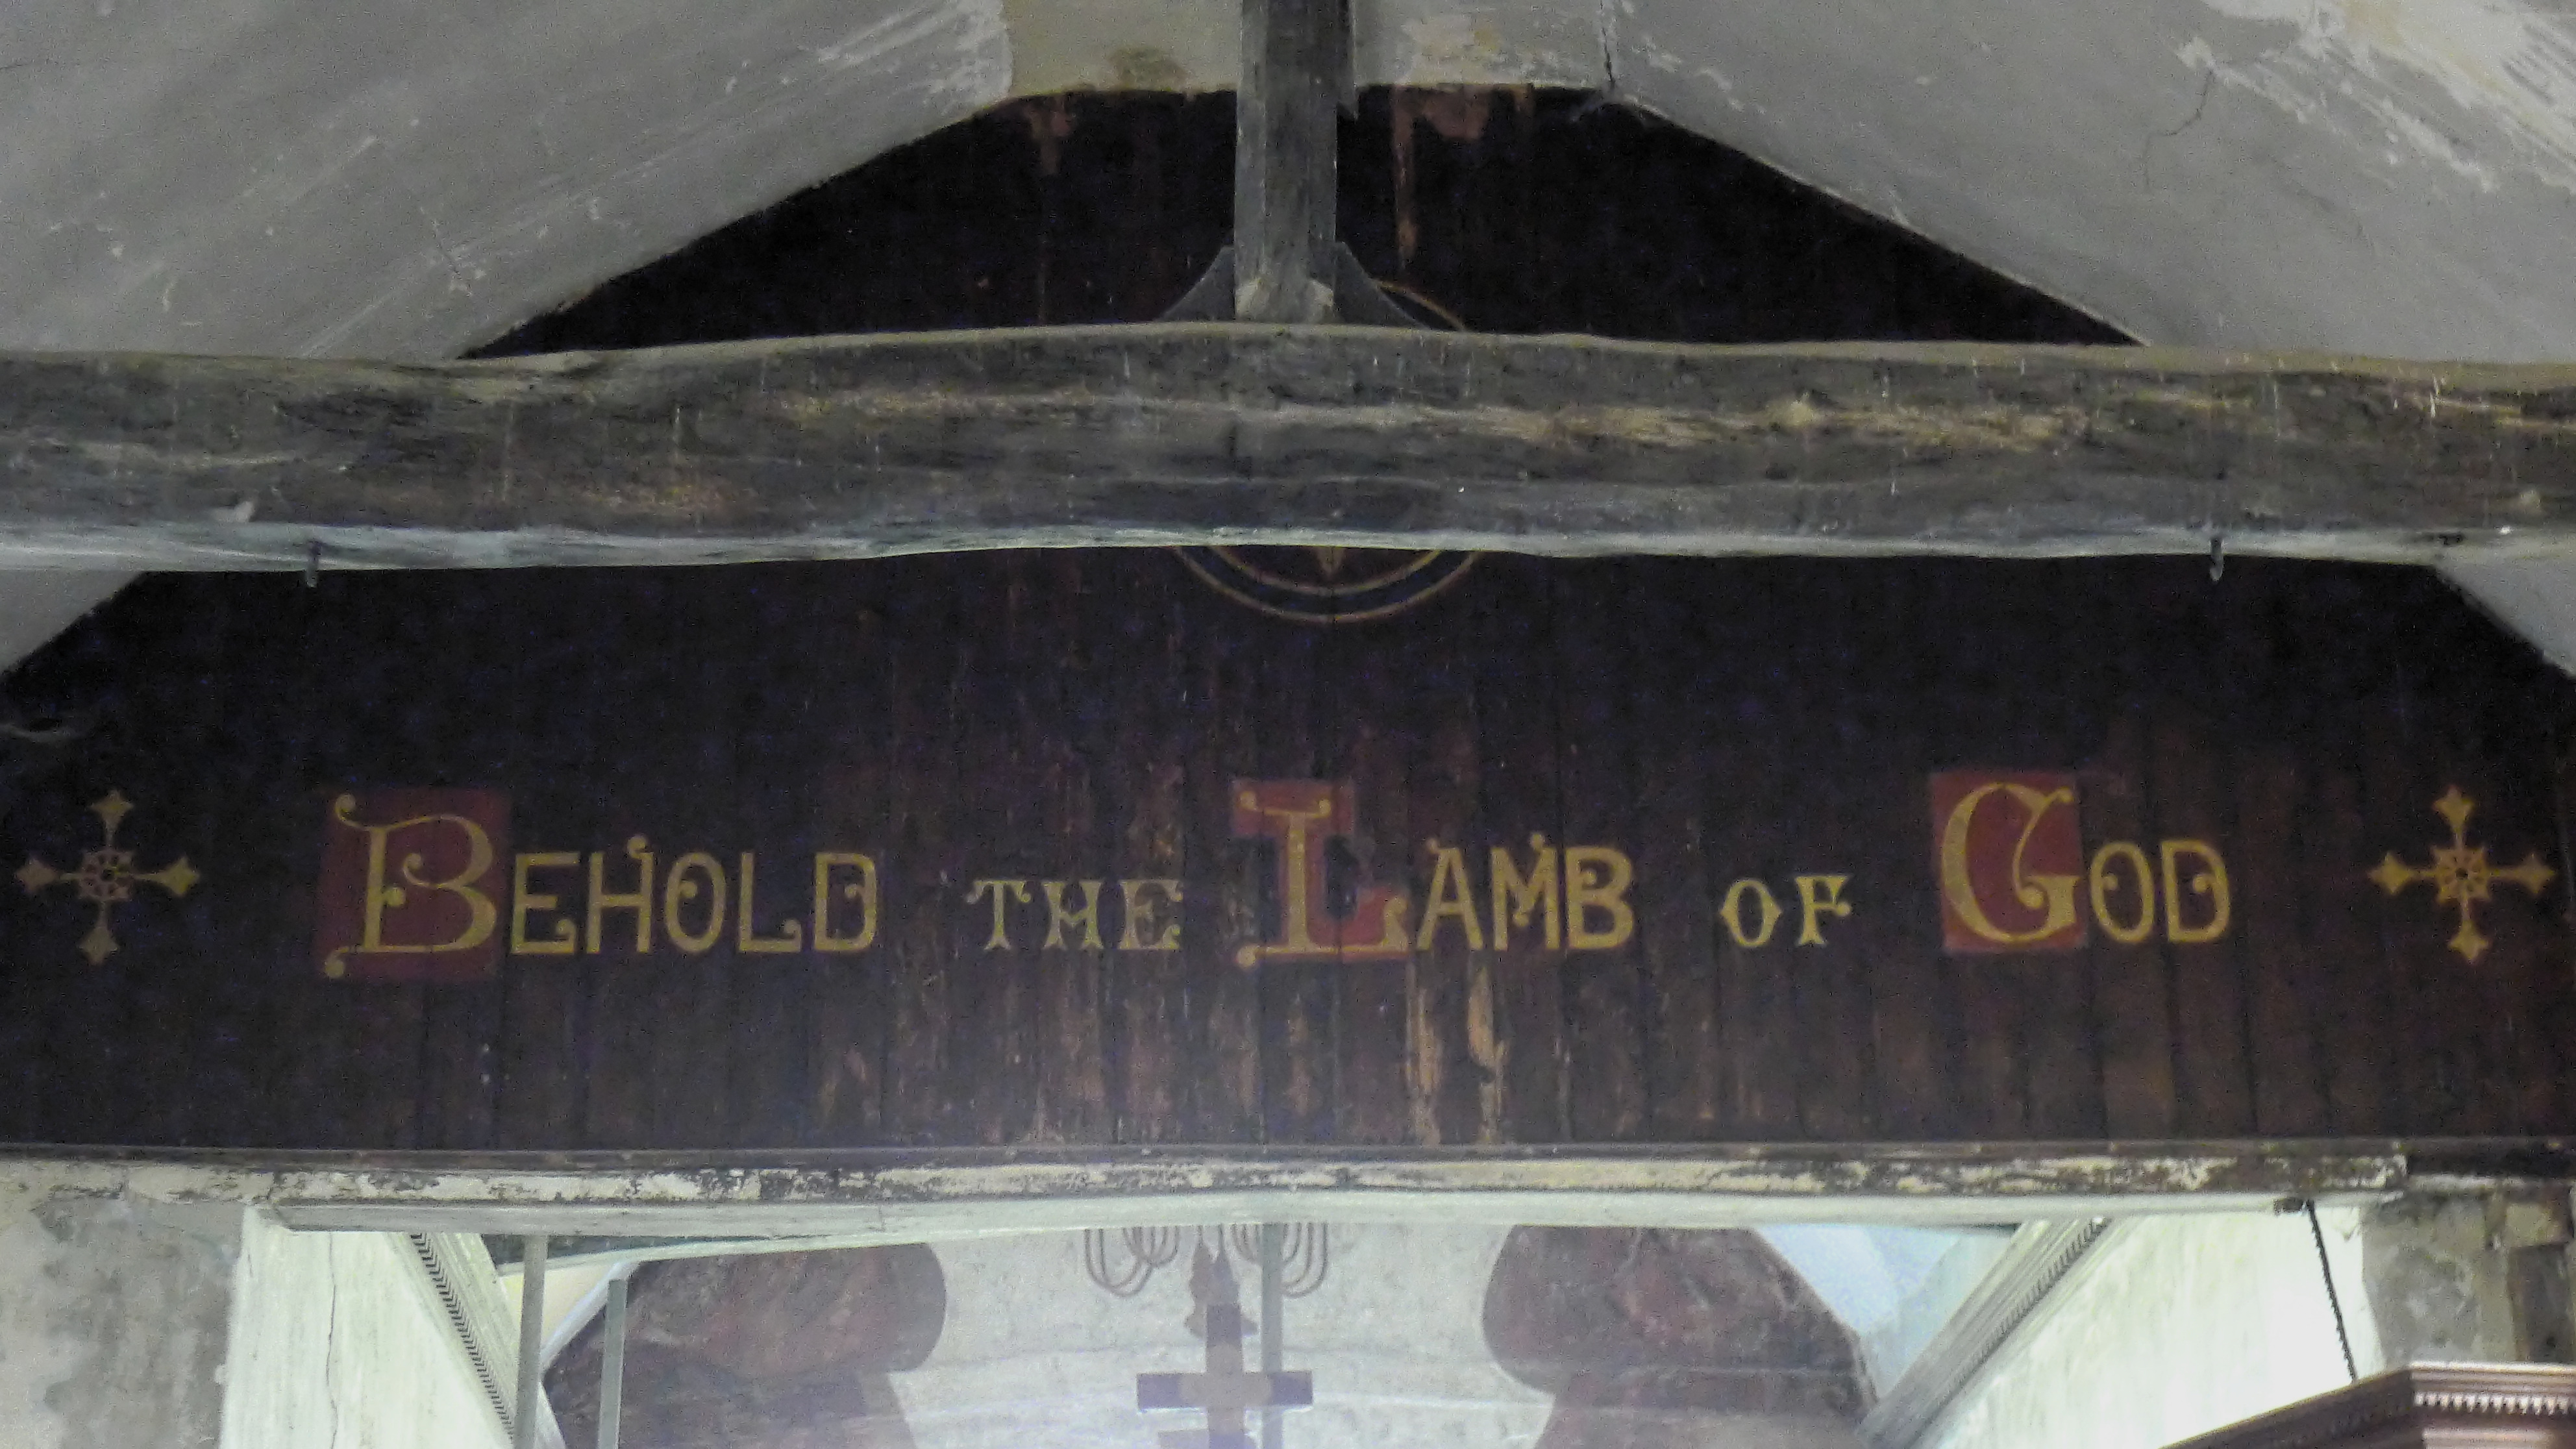 BEHOLD THE LAMB OF GOD